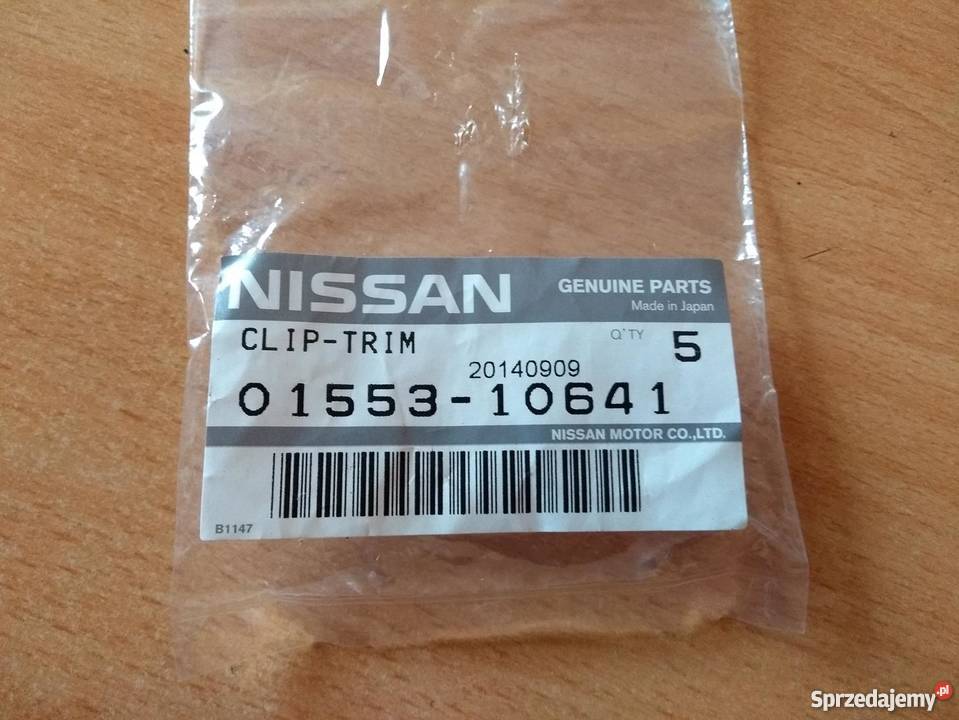 NISSAN
GENUINE PARTS
Made in Japan
CLIP-TRIM
Q'TY 5
20140909
01553-10641
NISSAN MOTOR CO.,LTD.
B1147
Sprzedajemy.pl